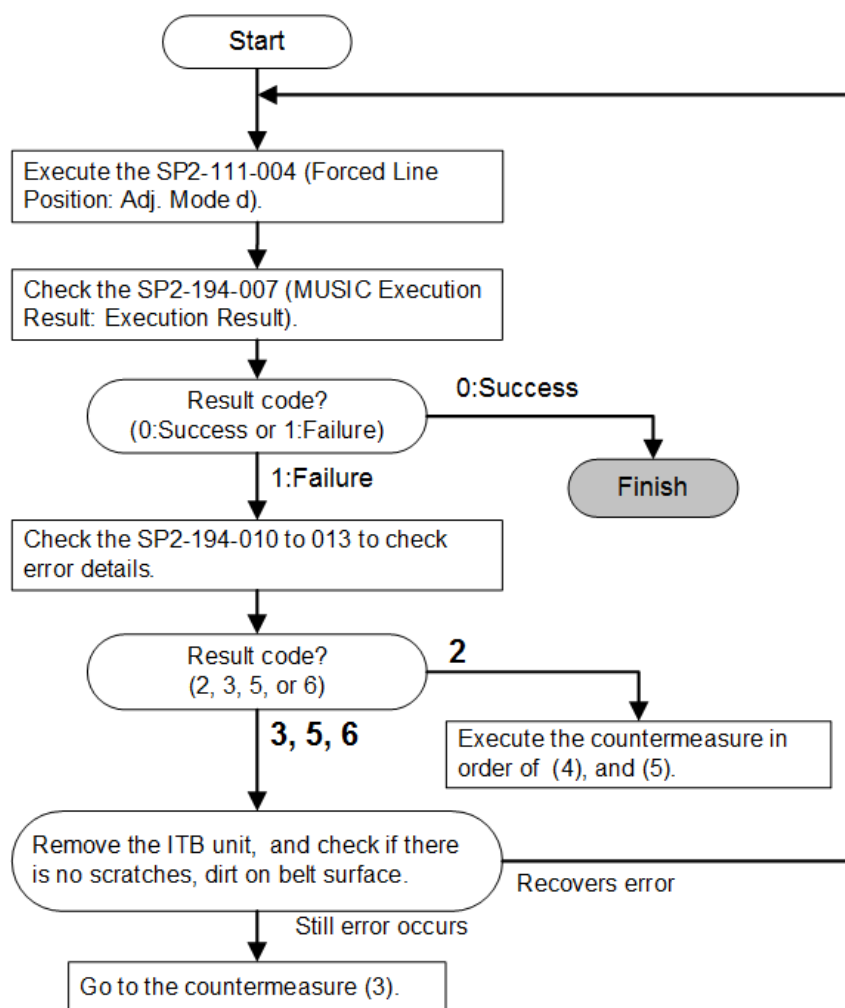 Start
Execute the SP2-111-004 (Forced Line
Position: Adj. Mode d).
Check the SP2-194-007 (MUSIC Execution
Result: Execution Result).
Result code?
(0:Success or 1:Failure)
0:Success
Finish
1:Failure
Check the SP2-194-010 to 013 to check
error details.
Result code?
(2, 3, 5, or 6)
2
Execute the countermeasure in
order of (4), and (5).
3, 5, 6
Remove the ITB unit, and check if there
is no scratches, dirt on belt surface.
Recovers error
Still error occurs
Go to the countermeasure (3).